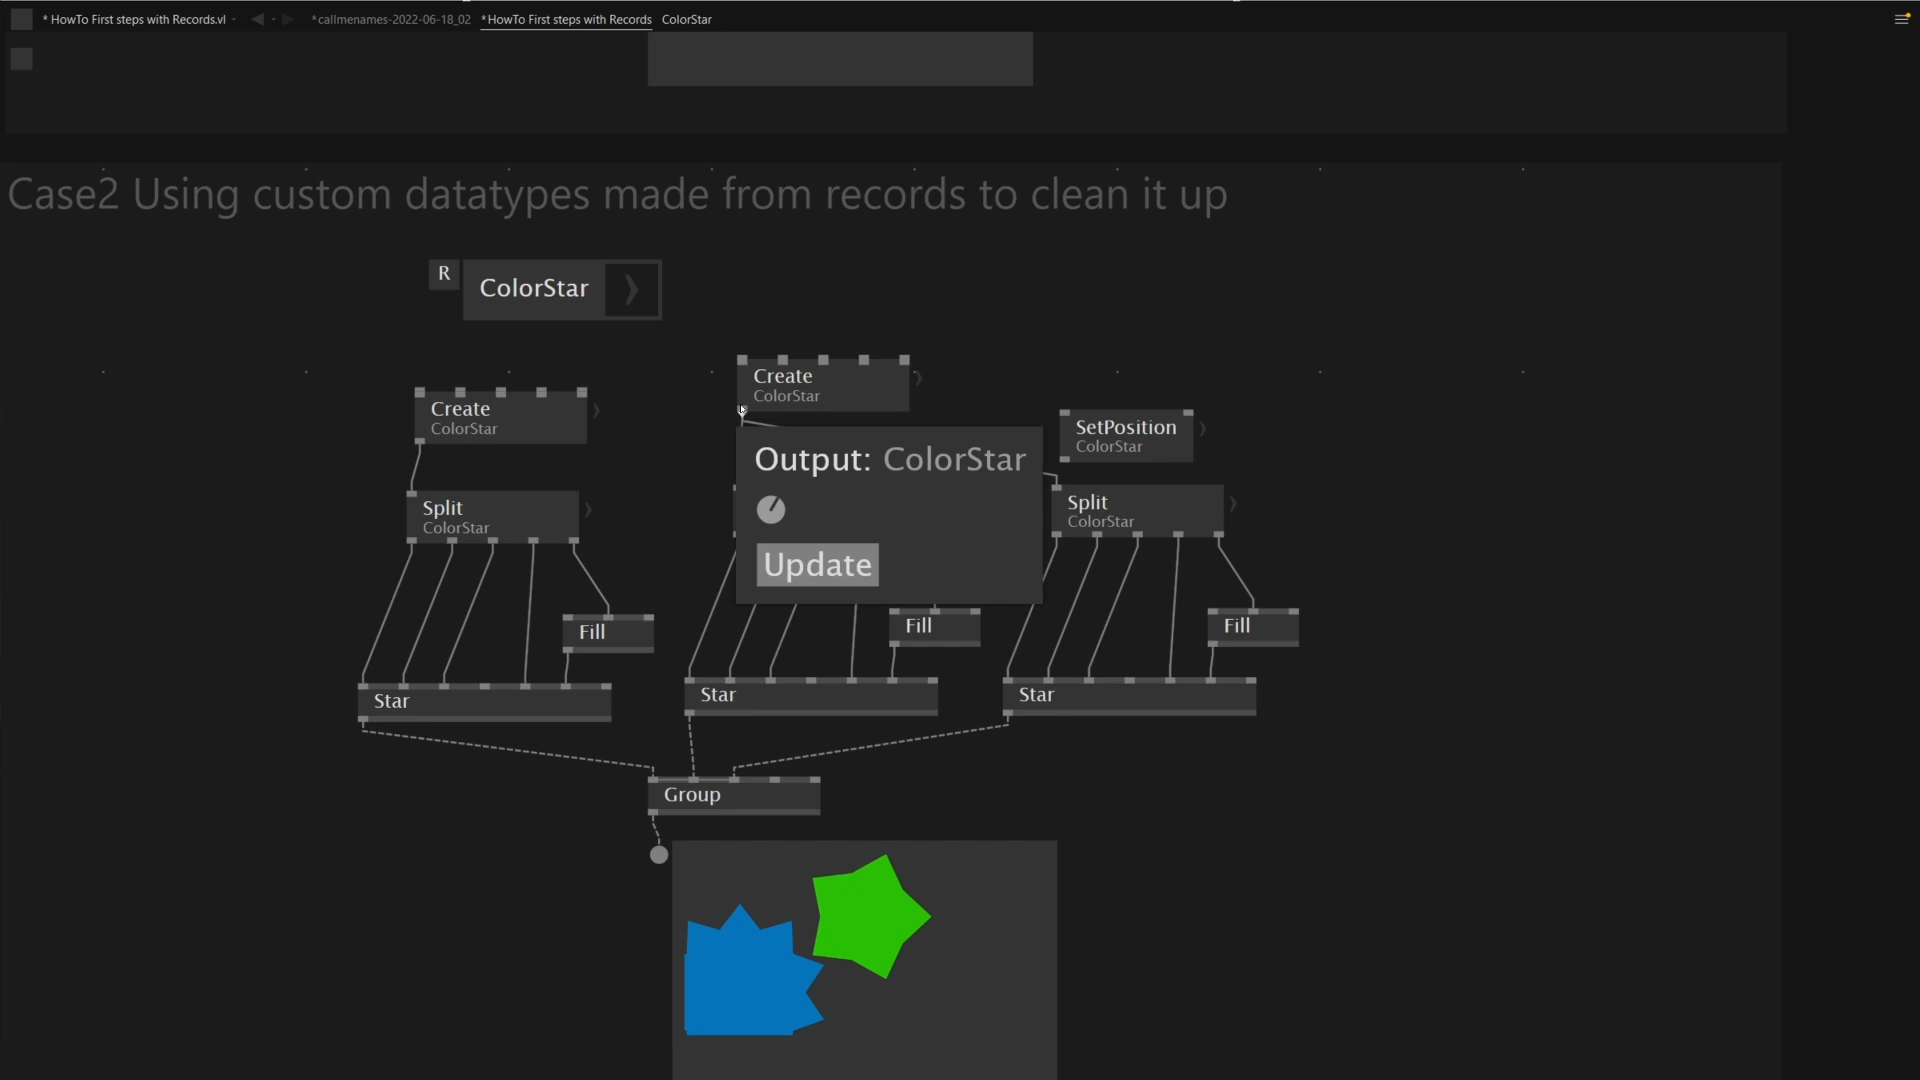 * HowTo First steps with Records.vl
*callmenames-2022-06-18_02
*HowTo First steps with Records
ColorStar
Case2 Using custom datatypes made from records to clean it up
R
ColorStar
Create
ColorStar
Create
ColorStar
SetPosition
ColorStar
Output: ColorStar
Update
Split
ColorStar
Split
ColorStar
Fill
Fill
Fill
Star
Star
Star
Group